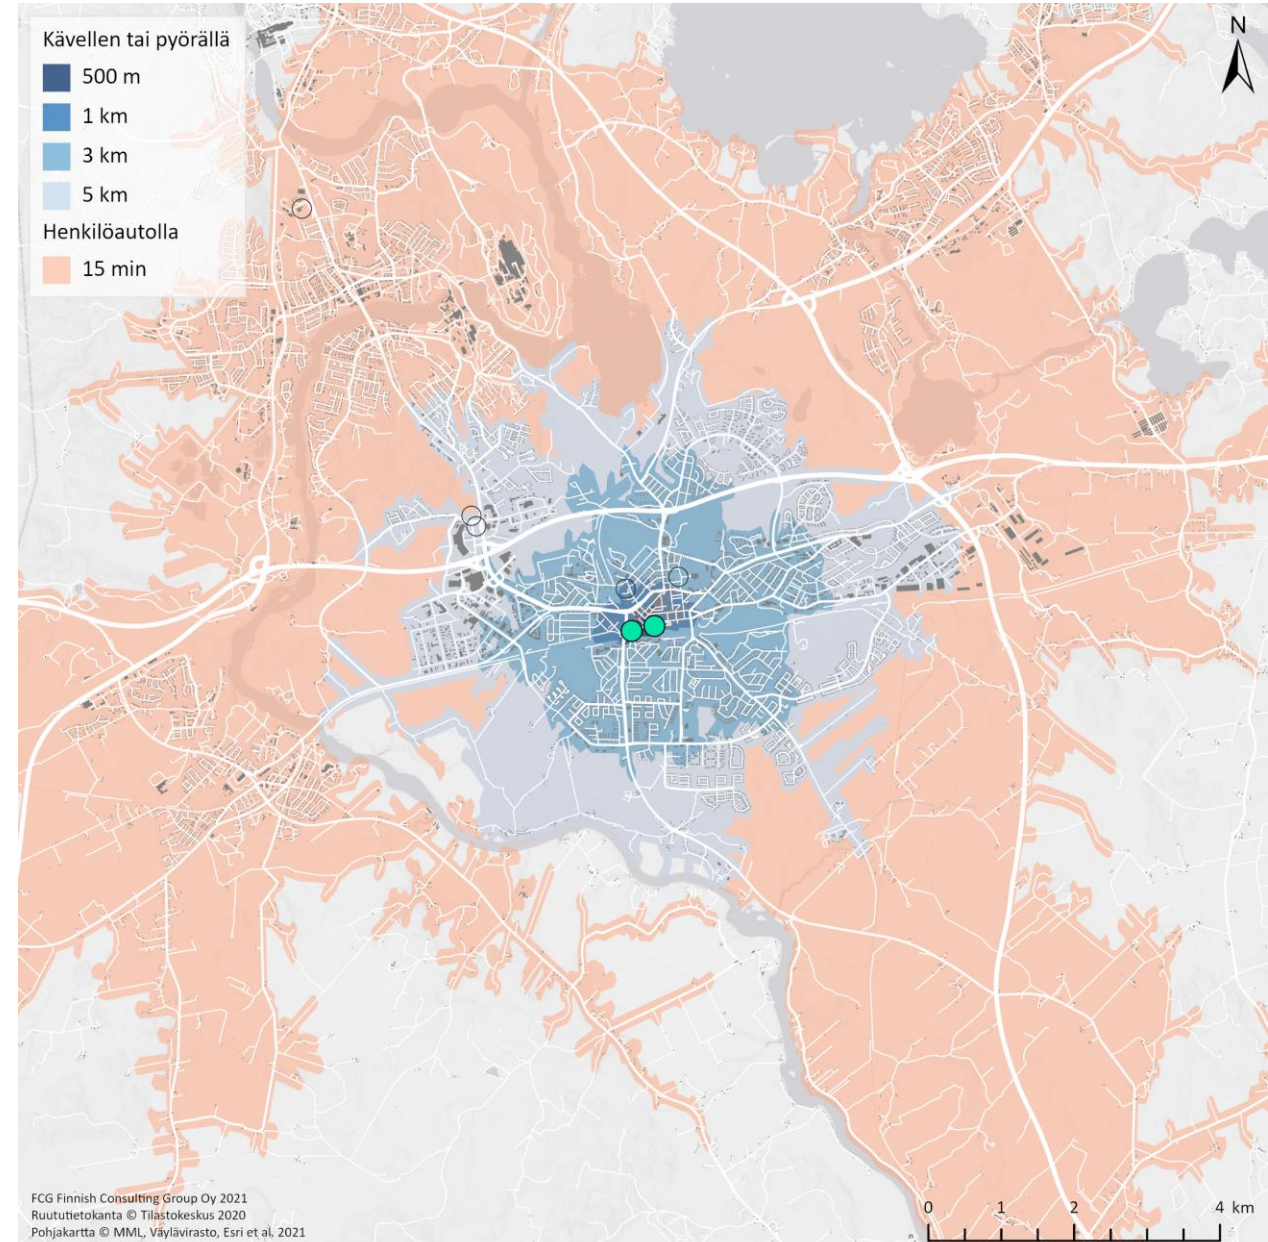 Kävellen tai pyörällä
500 m
1 km
3 km
5 km
Henkilöautolla
15 min
N
FCG Finnish Consulting Group Oy 2021
Ruututietokanta © Tilastokeskus 2020
Pohjakartta © MML, Väylävirasto, Esri et al. 2021
0 1 2 4 km